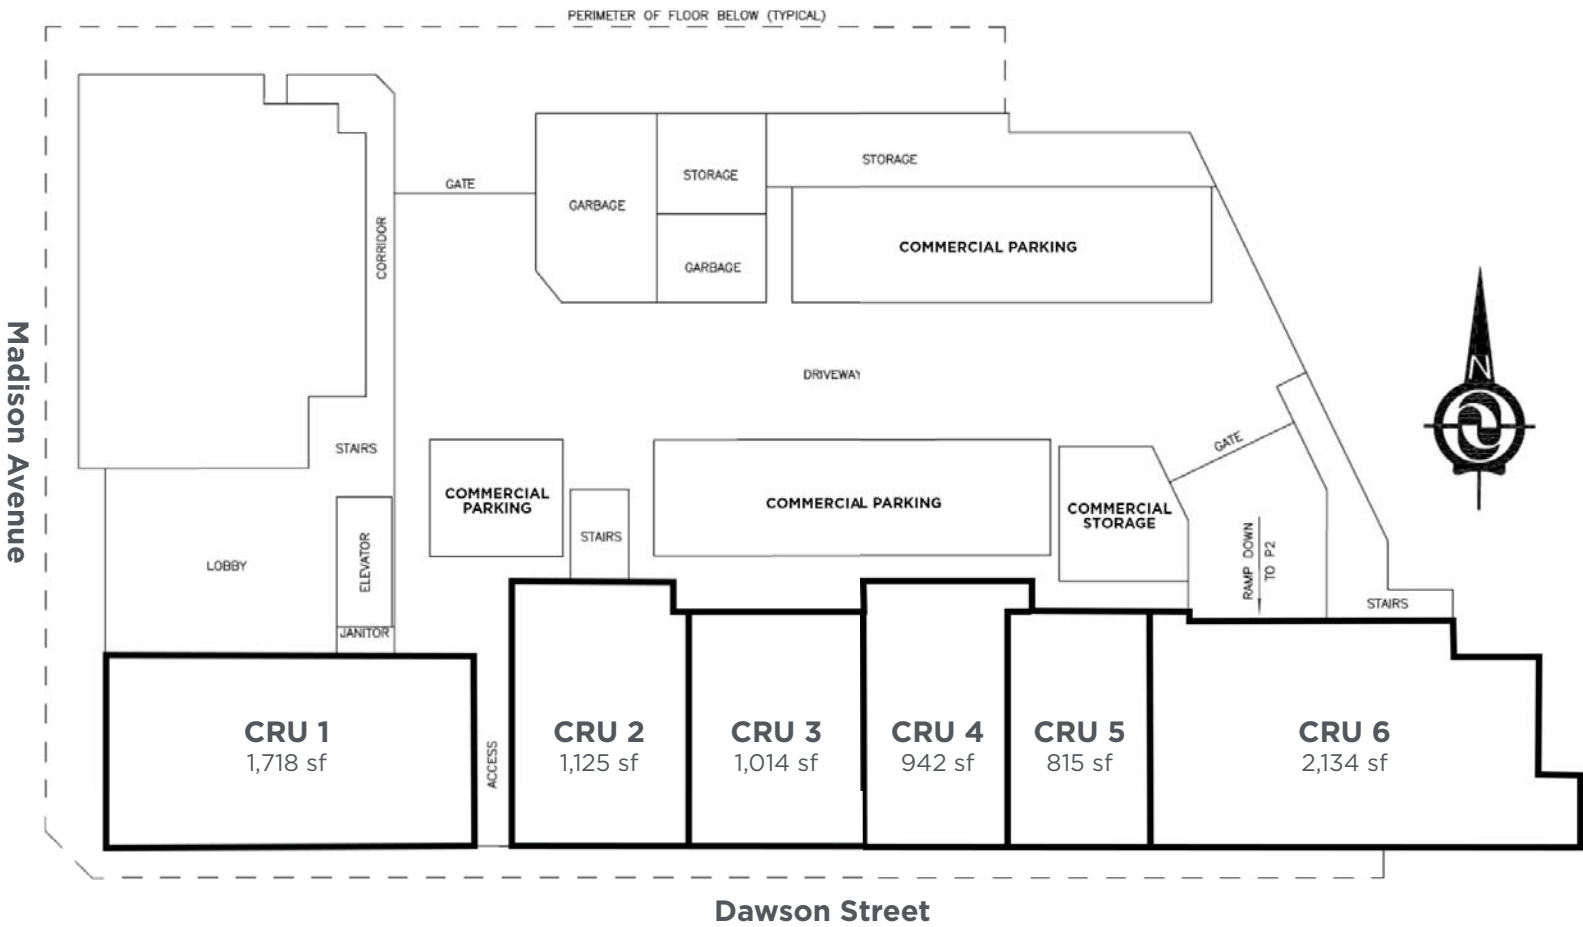 PERIMETER OF FLOOR BELOW (TYPICAL)
GATE
GARBAGE
STORAGE
STORAGE
GARBAGE
COMMERCIAL PARKING
CORRIDOR
Madison Avenue
DRIVEWAY
N
STAIRS
GATE
COMMERCIAL
PARKING
COMMERCIAL PARKING
COMMERCIAL
STORAGE
STAIRS
ELEVATOR
LOBBY
RAMP DOWN
TO P2
STAIRS
JANITOR
CRU 1
1,718 sf
ACCESS
CRU 2
1,125 sf
CRU 3
1,014 sf
CRU 4
942 sf
CRU 5
815 sf
CRU 6
2,134 sf
Dawson Street